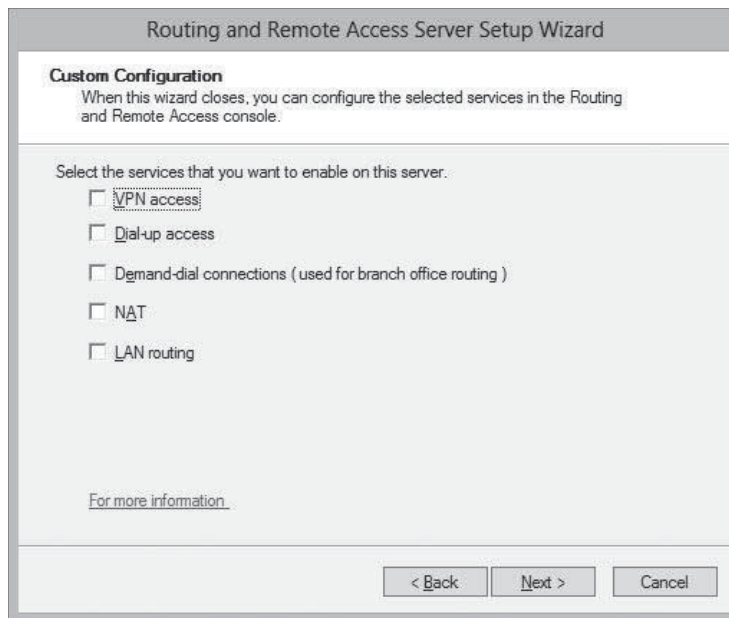 Routing and Remote Access Server Setup Wizard
Custom Configuration
When this wizard closes, you can configure the selected services in the Routing
and Remote Access console.
Select the services that you want to enable on this server.
VPN access
Dial-up access
Demand-dial connections ( used for branch office routing )
NAT
LAN routing
For more information
< Back
Next >
Cancel